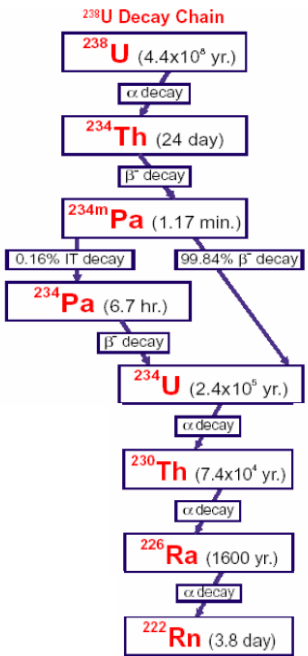 ²³⁸U Decay Chain
²³⁸U (4.4x10⁸ yr.)
α decay
²³⁴Th (24 day)
β⁻ decay
²³⁴ᵐPa (1.17 min.)
0.16% IT decay 99.84% β⁻ decay
²³⁴Pa (6.7 hr.)
β⁻ decay
²³⁴U (2.4x10⁵ yr.)
α decay
²³⁰Th (7.4x10⁴ yr.)
α decay
²²⁶Ra (1600 yr.)
α decay
²²²Rn (3.8 day)